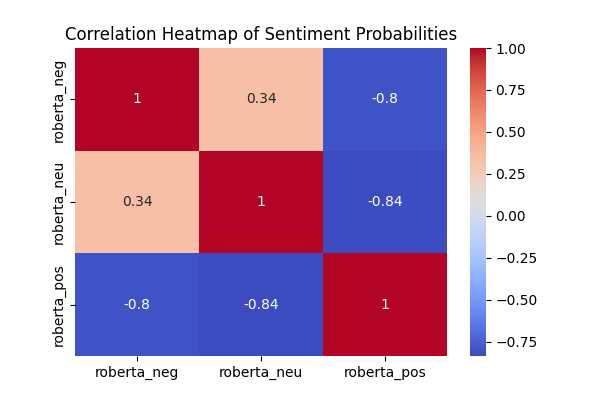 Correlation Heatmap of Sentiment Probabilities
roberta_neg
1
0.34
-0.8
roberta_neu
0.34
1
-0.84
roberta_pos
-0.8
-0.84
1
roberta_neg
roberta_neu
roberta_pos
1.00
0.75
0.50
0.25
0.00
−0.25
−0.50
−0.75